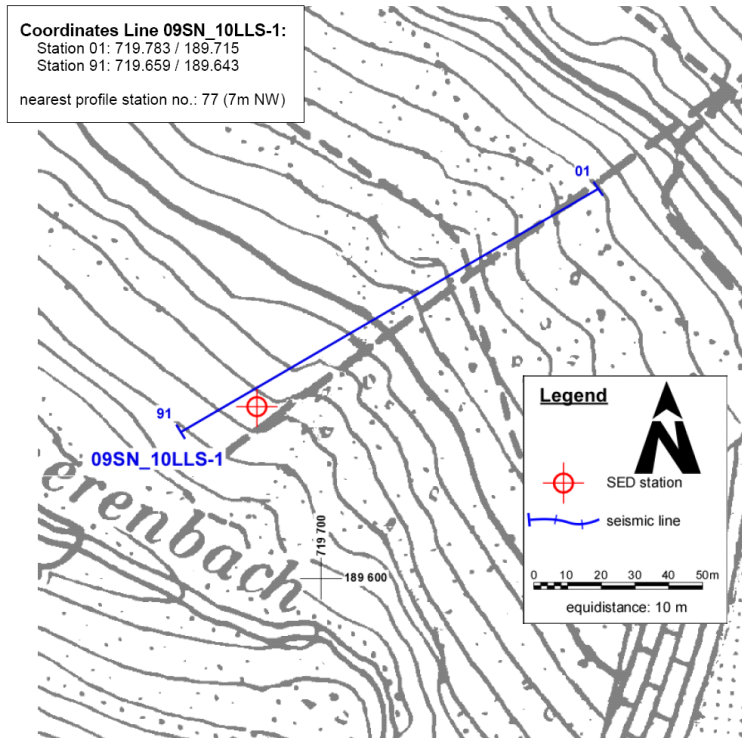 Coordinates Line 09SN_10LLS-1:
Station 01: 719.783 / 189.715
Station 91: 719.659 / 189.643
nearest profile station no.: 77 (7m NW)
01
91
09SN_10LLS-1
erenbach
719 700
189 600
Legend
N
SED station
seismic line
0 10 20 30 40 50m
equidistance: 10 m